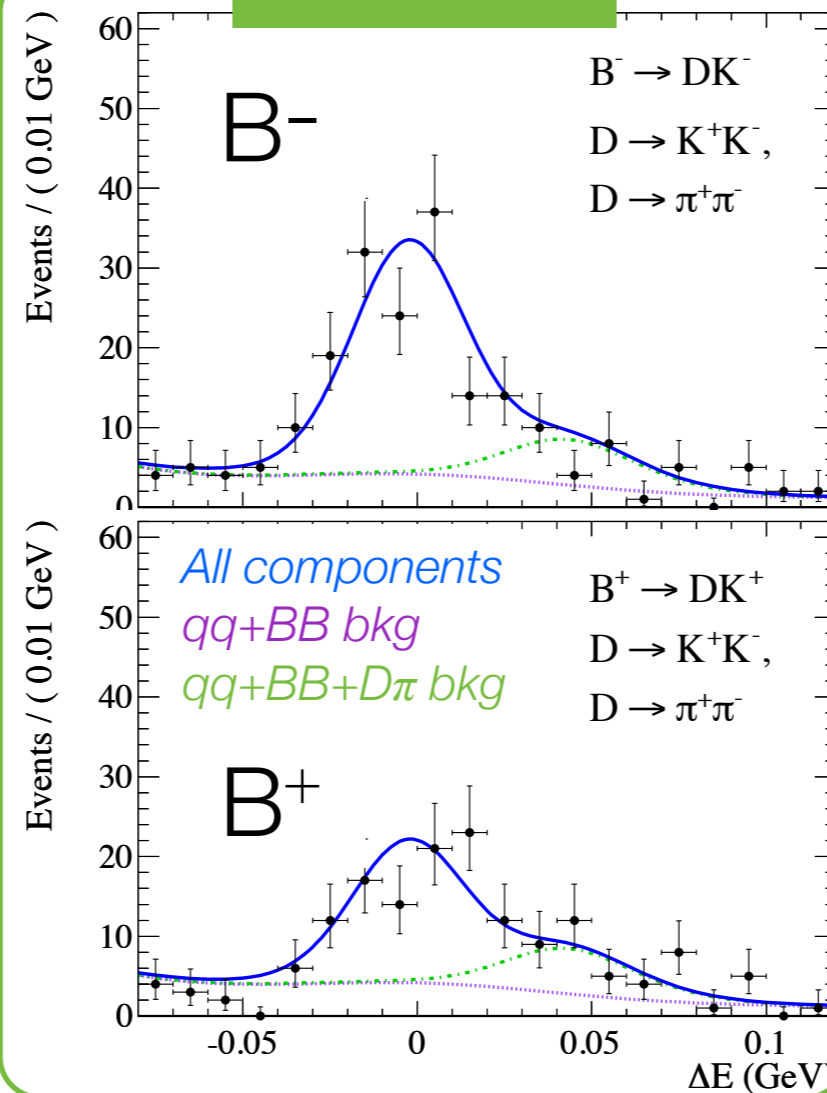 Events / ( 0.01 GeV )
60
50
40
30
20
10
0
B⁻
B⁻ → DK⁻
D → K⁺K⁻,
D → π⁺π⁻
Events / ( 0.01 GeV )
60
50
40
30
20
10
0
All components
qq+BB bkg
qq+BB+Dπ bkg
B⁺
B⁺ → DK⁺
D → K⁺K⁻,
D → π⁺π⁻
-0.05 0 0.05 0.1
ΔE (GeV)